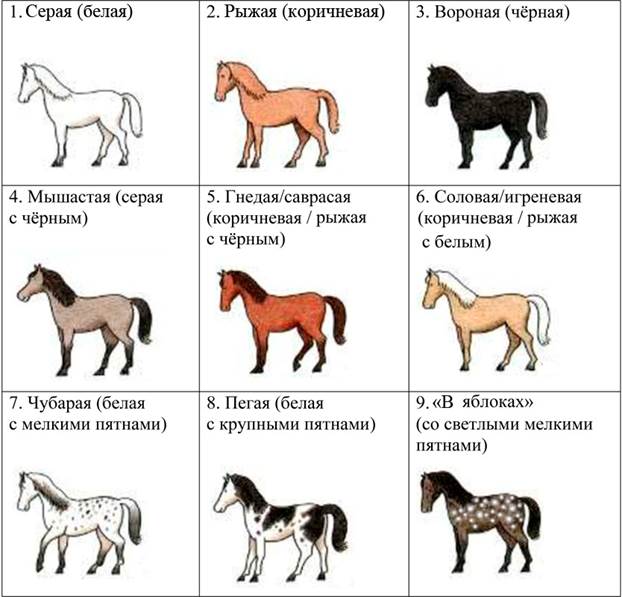 1. Серая (белая)
2. Рыжая (коричневая)
3. Вороная (чёрная)
4. Мышастая (серая
с чёрным)
5. Гнедая/саврасая
(коричневая / рыжая
с чёрным)
6. Соловая/игреневая
(коричневая / рыжая
с белым)
7. Чубарая (белая
с мелкими пятнами)
8. Пегая (белая
с крупными пятнами)
9. «В яблоках»
(со светлыми мелкими
пятнами)